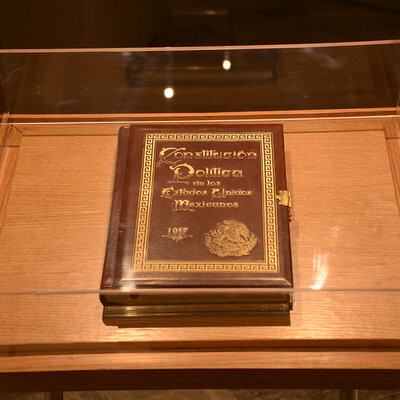 Constitución
Política
de los
Estados Unidos
Mexicanos
1917